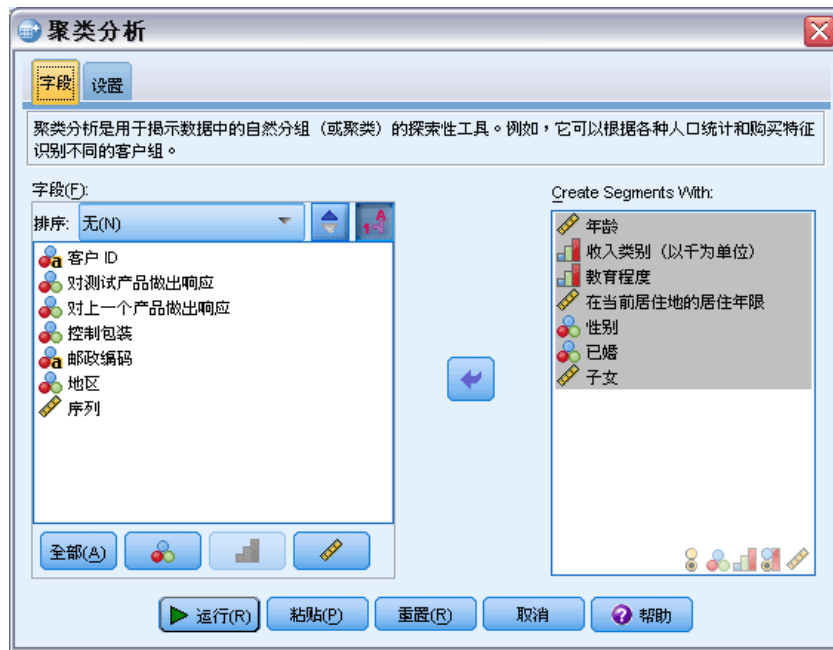 聚类分析
字段 设置
聚类分析是用于揭示数据中的自然分组（或聚类）的探索性工具。例如，它可以根据各种人口统计和购买特征
识别不同的客户组。
字段(F):
排序: 无(N)
客户 ID
对测试产品做出响应
对上一个产品做出响应
控制包装
邮政编码
地区
序列
全部(A)
Create Segments With:
年龄
收入类别（以千为单位）
教育程度
在当前居住地的居住年限
性别
已婚
子女
运行(R) 粘贴(P) 重置(R) 取消 帮助